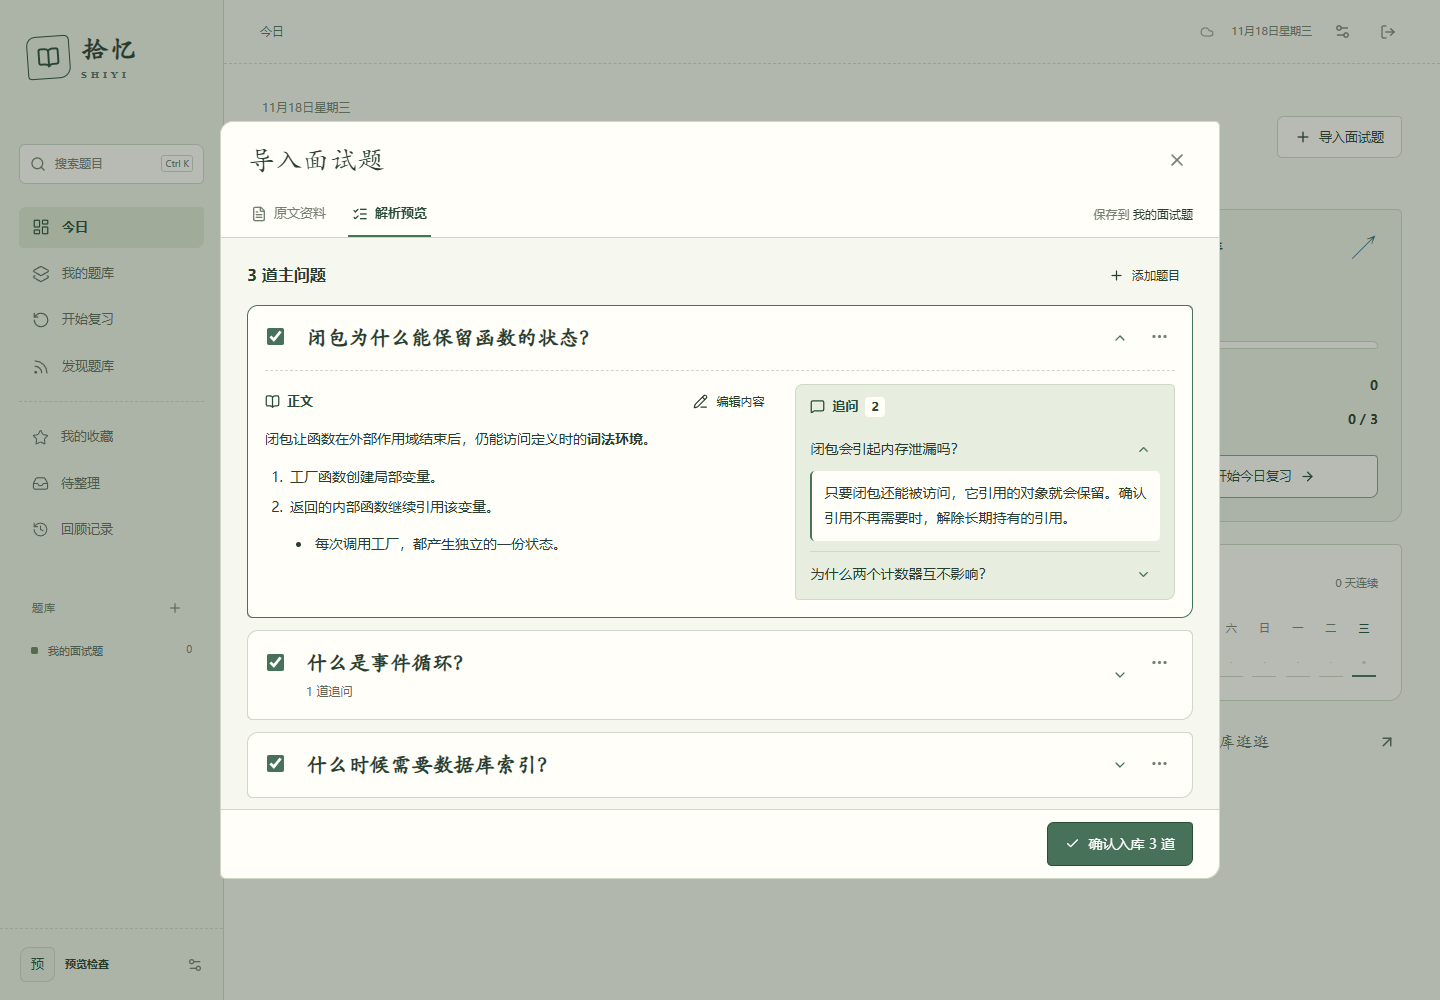 拾忆
SHIYI
搜索题目
Ctrl K
今日
我的题库
开始复习
发现题库
我的收藏
待整理
回顾记录
题库
我的面试题
0
预
预览检查
今日
11月18日星期三
11月18日星期三
导入面试题
导入面试题
原文资料
解析预览
保存到 我的面试题
3 道主问题
添加题目
闭包为什么能保留函数的状态？
正文
编辑内容
闭包让函数在外部作用域结束后，仍能访问定义时的词法环境。
1. 工厂函数创建局部变量。
2. 返回的内部函数继续引用该变量。
• 每次调用工厂，都产生独立的一份状态。
追问 2
闭包会引起内存泄漏吗？
只要闭包还能被访问，它引用的对象就会保留。确认
引用不再需要时，解除长期持有的引用。
为什么两个计数器互不影响？
什么是事件循环？
1 道追问
什么时候需要数据库索引？
确认入库 3 道
0
0 / 3
开始今日复习
0 天连续
六 日 一 二 三
库逛逛